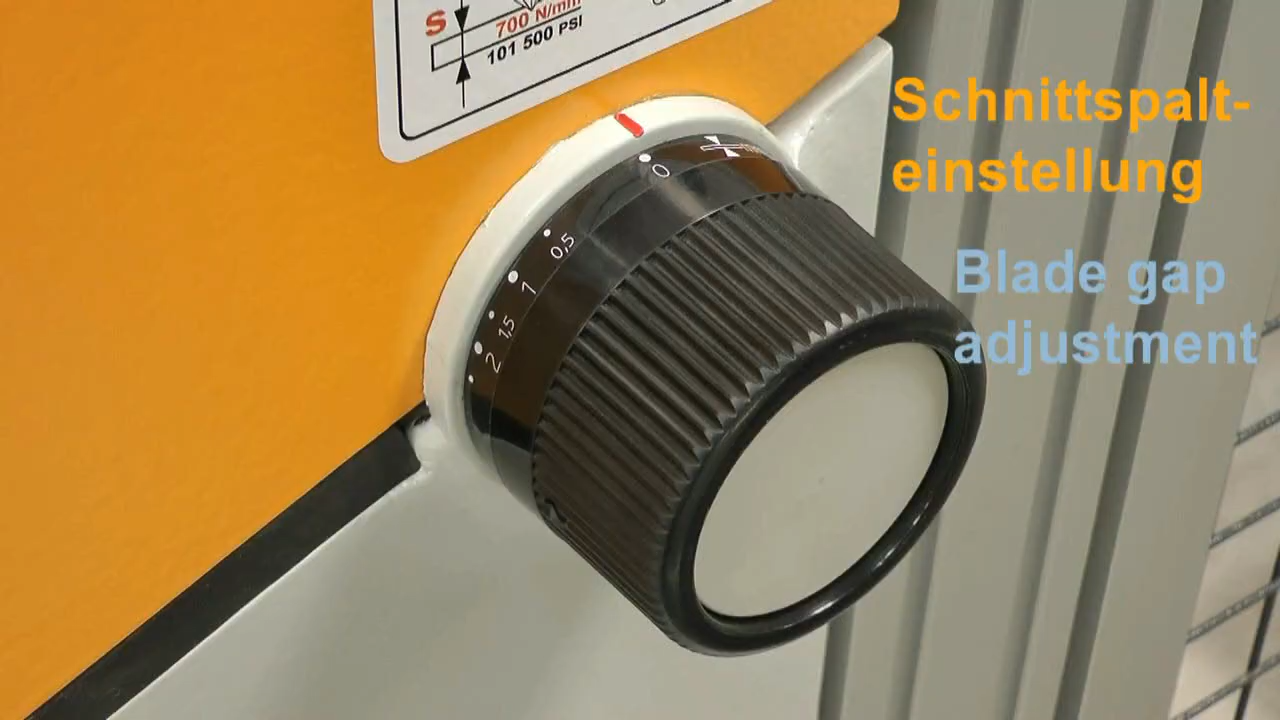 S
700 N/mm
101 500 PSI
Schnittspalt-
einstellung
Blade gap
adjustment
0
0,5
1
1,5
2